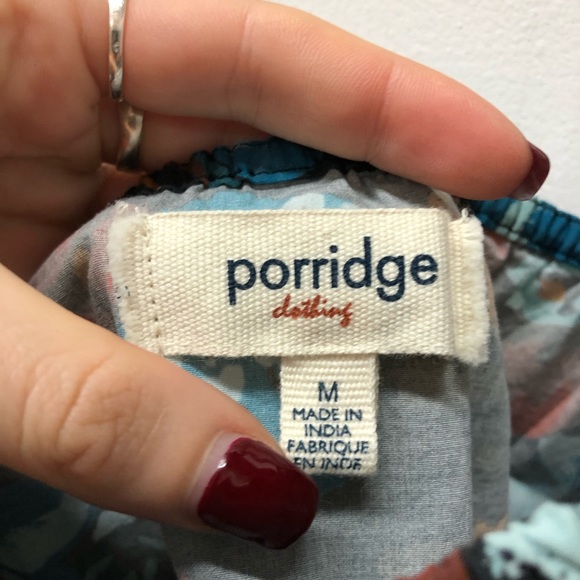 porridge
clothing
M
MADE IN
INDIA
FABRIQUE
EN INDE